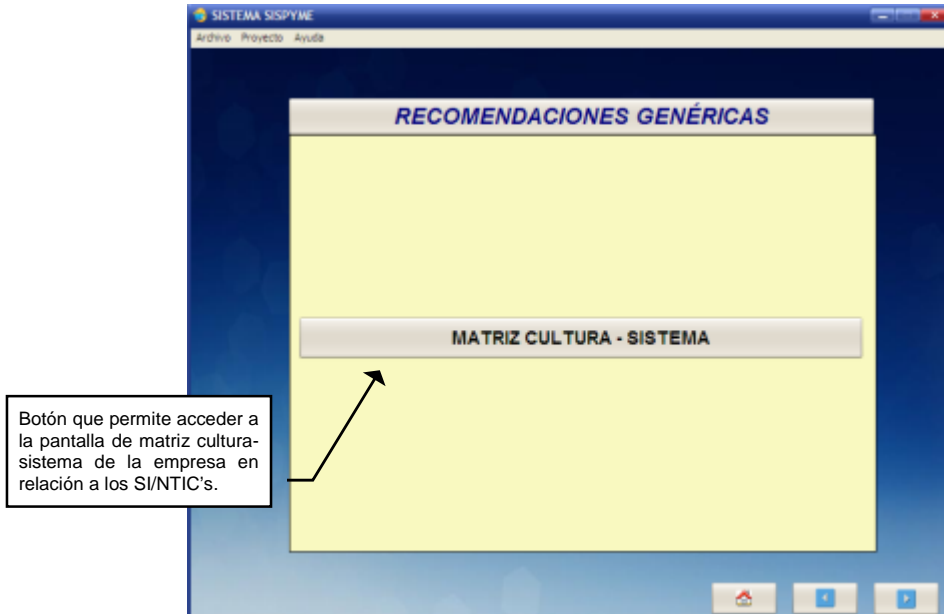 SISTEMA SISPYME
Archivo Proyecto Ayuda
RECOMENDACIONES GENÉRICAS
MATRIZ CULTURA - SISTEMA
Botón que permite acceder a
la pantalla de matriz cultura-
sistema de la empresa en
relación a los SI/NTIC's.